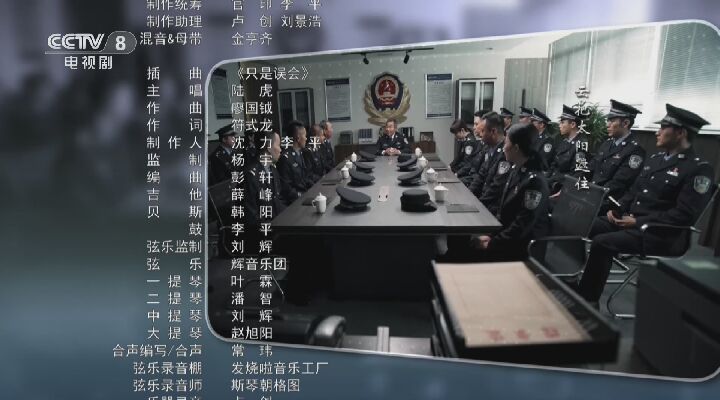 CCTV 8
电视剧
制作统筹 官 印 李 平
制作助理 卢 创 刘景浩
混音&母带 金亨齐
插 曲 《只是误会》
主 唱 陆 虎
作 曲 廖国钺
作 词 符式龙
制 作 人 沈 力 李 平
监 制 杨 宇
编 曲 彭 轩
吉 他 薛 峰
贝 斯 韩 阳
鼓 李 平
弦乐监制 刘 辉
弦 乐 辉音乐团
一 提 琴 叶 霖
二 提 琴 潘 智
中 提 琴 刘 辉
大 提 琴 赵旭阳
合声编写/合声 常 玮
弦乐录音棚 发烧啦音乐工厂
弦乐录音师 斯琴朝格图
云把太阳遮住